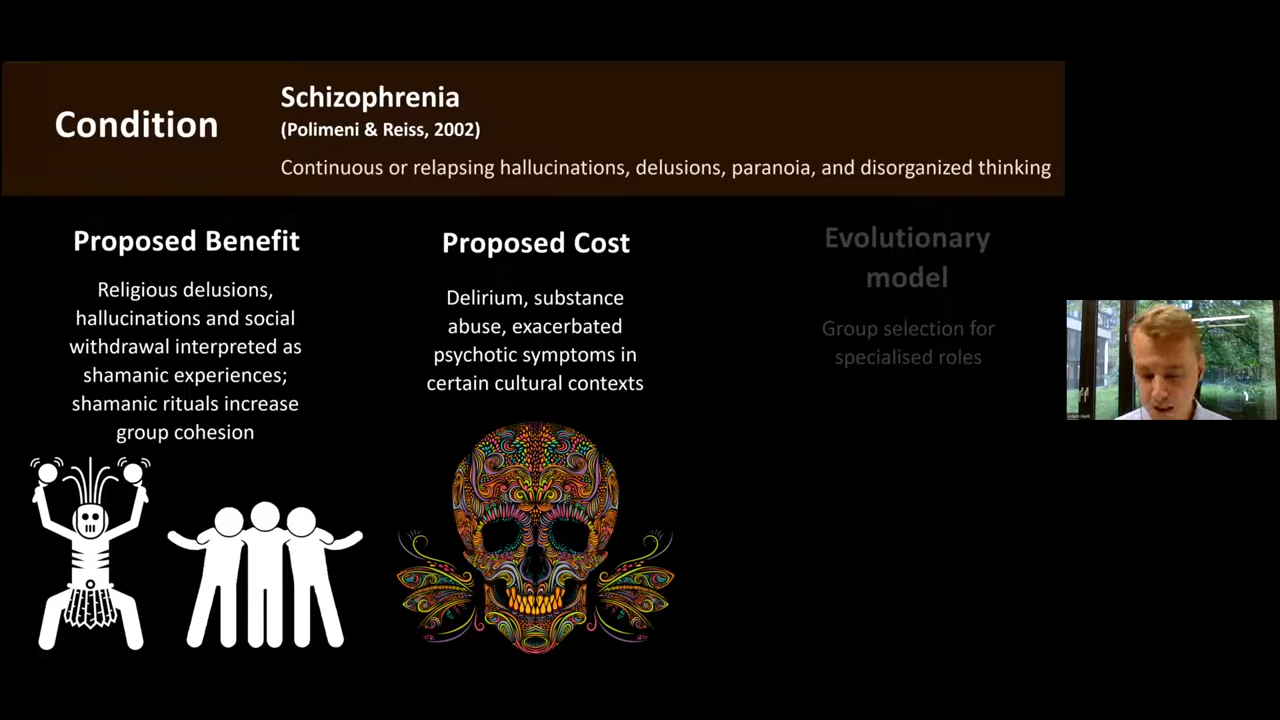 Condition
Schizophrenia
(Polimeni & Reiss, 2002)
Continuous or relapsing hallucinations, delusions, paranoia, and disorganized thinking
Proposed Benefit
Religious delusions,
hallucinations and social
withdrawal interpreted as
shamanic experiences;
shamanic rituals increase
group cohesion
Proposed Cost
Delirium, substance
abuse, exacerbated
psychotic symptoms in
certain cultural contexts
Evolutionary
model
Group selection for
specialised roles
Adam Hunt